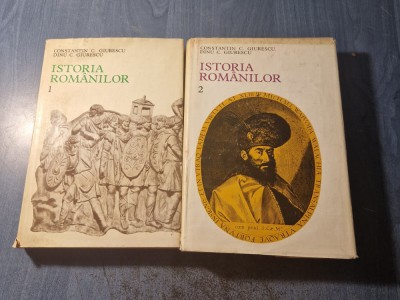 CONSTANTIN C. GIURESCU
DINU C. GIURESCU
ISTORIA
ROMÂNILOR
1
CONSTANTIN C. GIURESCU
DINU C. GIURESCU
ISTORIA
ROMÂNILOR
2